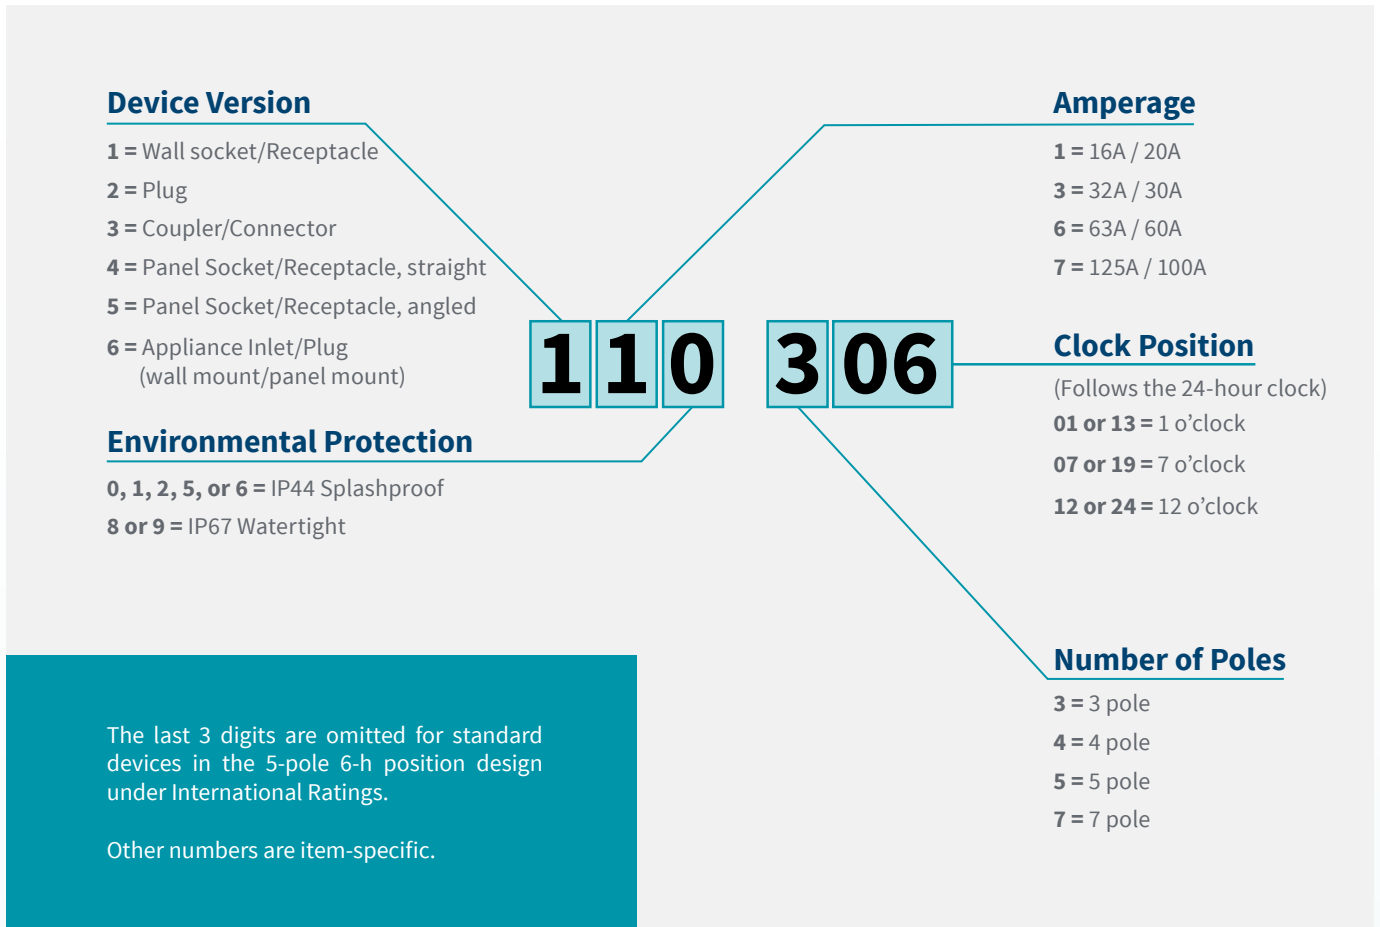 Device Version
1 = Wall socket/Receptacle
2 = Plug
3 = Coupler/Connector
4 = Panel Socket/Receptacle, straight
5 = Panel Socket/Receptacle, angled
6 = Appliance Inlet/Plug
(wall mount/panel mount)
Environmental Protection
0, 1, 2, 5, or 6 = IP44 Splashproof
8 or 9 = IP67 Watertight
110 306
Amperage
1 = 16A / 20A
3 = 32A / 30A
6 = 63A / 60A
7 = 125A / 100A
Clock Position
(Follows the 24-hour clock)
01 or 13 = 1 o’clock
07 or 19 = 7 o’clock
12 or 24 = 12 o’clock
Number of Poles
3 = 3 pole
4 = 4 pole
5 = 5 pole
7 = 7 pole
The last 3 digits are omitted for standard
devices in the 5-pole 6-h position design
under International Ratings.
Other numbers are item-specific.